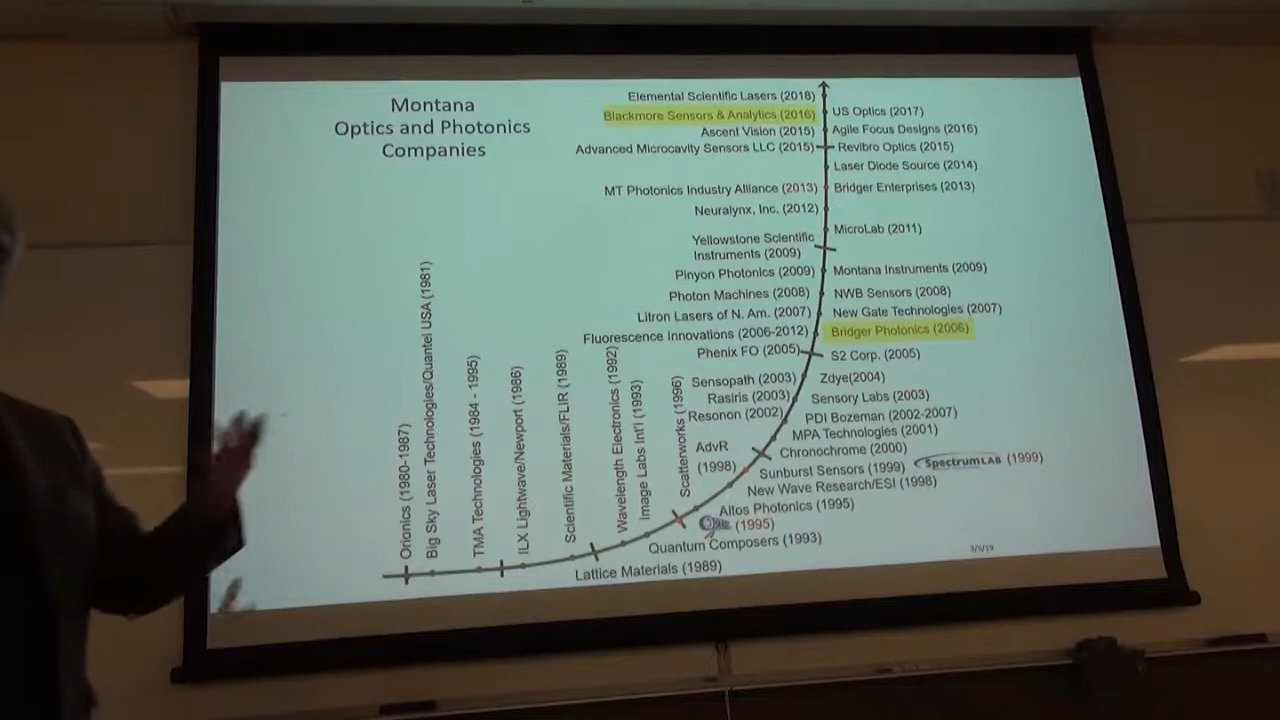 Montana
Optics and Photonics
Companies
Elemental Scientific Lasers (2018)
Blackmore Sensors & Analytics (2016)
US Optics (2017)
Ascent Vision (2015)
Agile Focus Designs (2016)
Advanced Microcavity Sensors LLC (2015)
Revibro Optics (2015)
Laser Diode Source (2014)
MT Photonics Industry Alliance (2013)
Bridger Enterprises (2013)
Neuralynx, Inc. (2012)
MicroLab (2011)
Yellowstone Scientific
Instruments (2009)
Pinyon Photonics (2009)
Montana Instruments (2009)
Photon Machines (2008)
NWB Sensors (2008)
Litron Lasers of N. Am. (2007)
New Gate Technologies (2007)
Fluorescence Innovations (2006-2012)
Bridger Photonics (2006)
Phenix FO (2005)
S2 Corp. (2005)
Sensopath (2003)
Zdye(2004)
Rasiris (2003)
Sensory Labs (2003)
Resonon (2002)
PDI Bozeman (2002-2007)
MPA Technologies (2001)
AdvR
(1998)
Chronochrome (2000)
Sunburst Sensors (1999)
SpectrumLAB (1999)
New Wave Research/ESI (1998)
Altos Photonics (1995)
(1995)
Quantum Composers (1993)
Lattice Materials (1989)
Orionics (1980-1987)
Big Sky Laser Technologies/Quantel USA (1981)
TMA Technologies (1984 - 1995)
ILX Lightwave/Newport (1986)
Scientific Materials/FLIR (1989)
Wavelength Electronics (1992)
Image Labs Int'l (1993)
Scatterworks (1996)